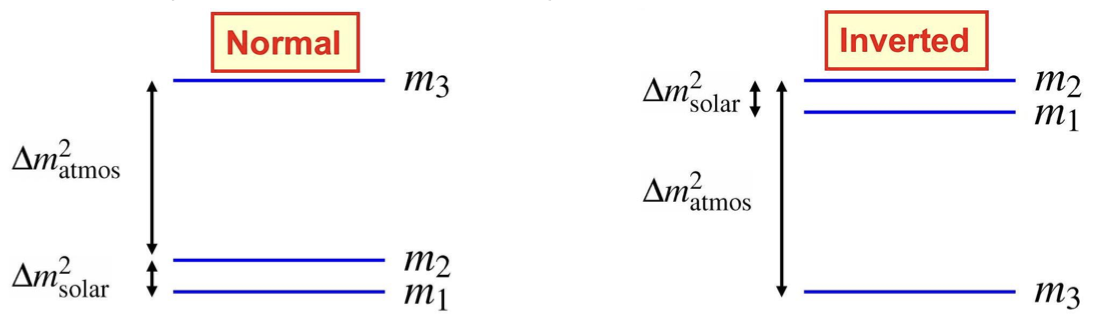 Normal
m₃
Δm²atmos
m₂
Δm²solar
m₁
Inverted
Δm²solar
m₂
m₁
Δm²atmos
m₃